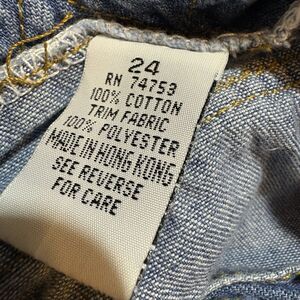 24
RN 74753
100% COTTON
TRIM FABRIC
100% POLYESTER
MADE IN HONG KONG
SEE REVERSE
FOR CARE